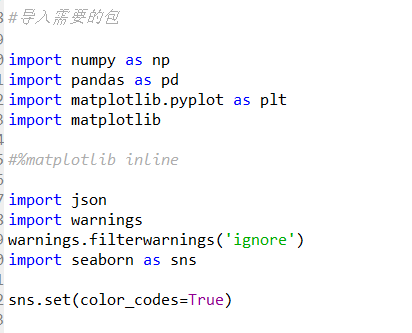 #导入需要的包
import numpy as np
import pandas as pd
import matplotlib.pyplot as plt
import matplotlib
#%matplotlib inline
import json
import warnings
warnings.filterwarnings('ignore')
import seaborn as sns
sns.set(color_codes=True)